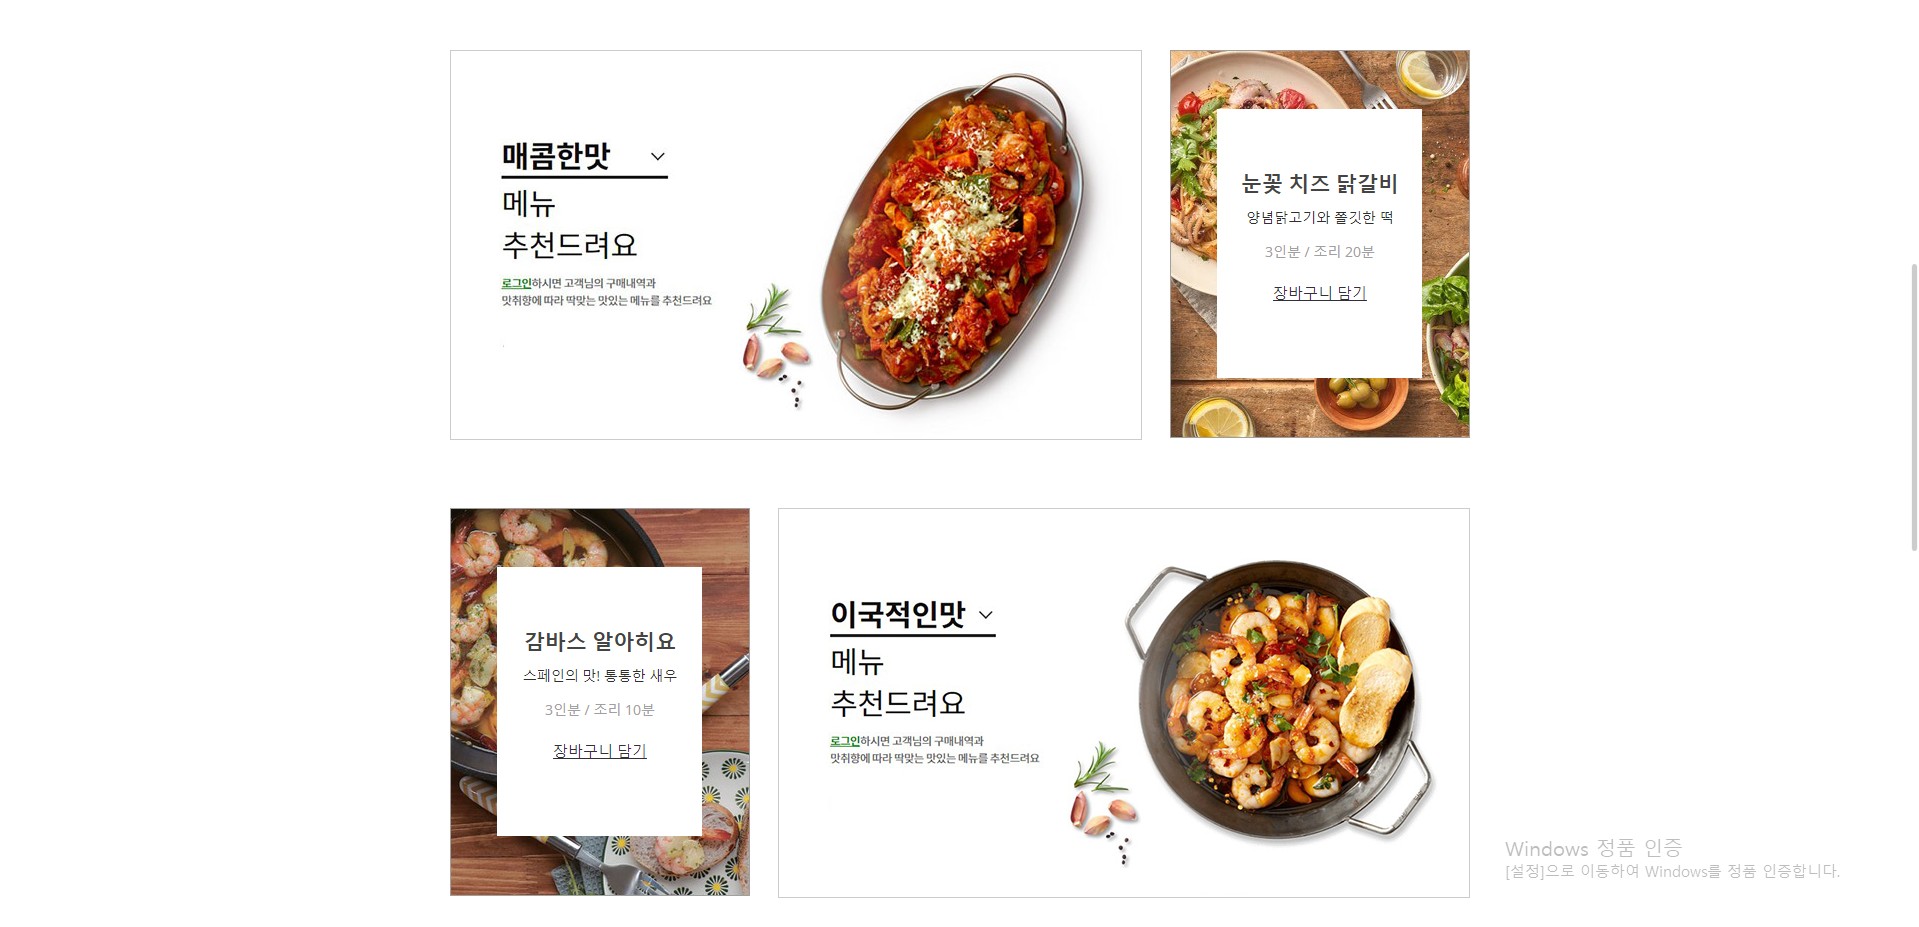 매콤한맛
메뉴
추천드려요
로그인하시면 고객님의 구매내역과
맛취향에 따라 딱맞는 맛있는 메뉴를 추천드려요
눈꽃 치즈 닭갈비
양념닭고기와 쫄깃한 떡
3인분 / 조리 20분
장바구니 담기
감바스 알아히요
스페인의 맛! 통통한 새우
3인분 / 조리 10분
장바구니 담기
이국적인맛
메뉴
추천드려요
로그인하시면 고객님의 구매내역과
맛취향에 따라 딱맞는 맛있는 메뉴를 추천드려요
Windows 정품 인증
[설정]으로 이동하여 Windows를 정품 인증합니다.